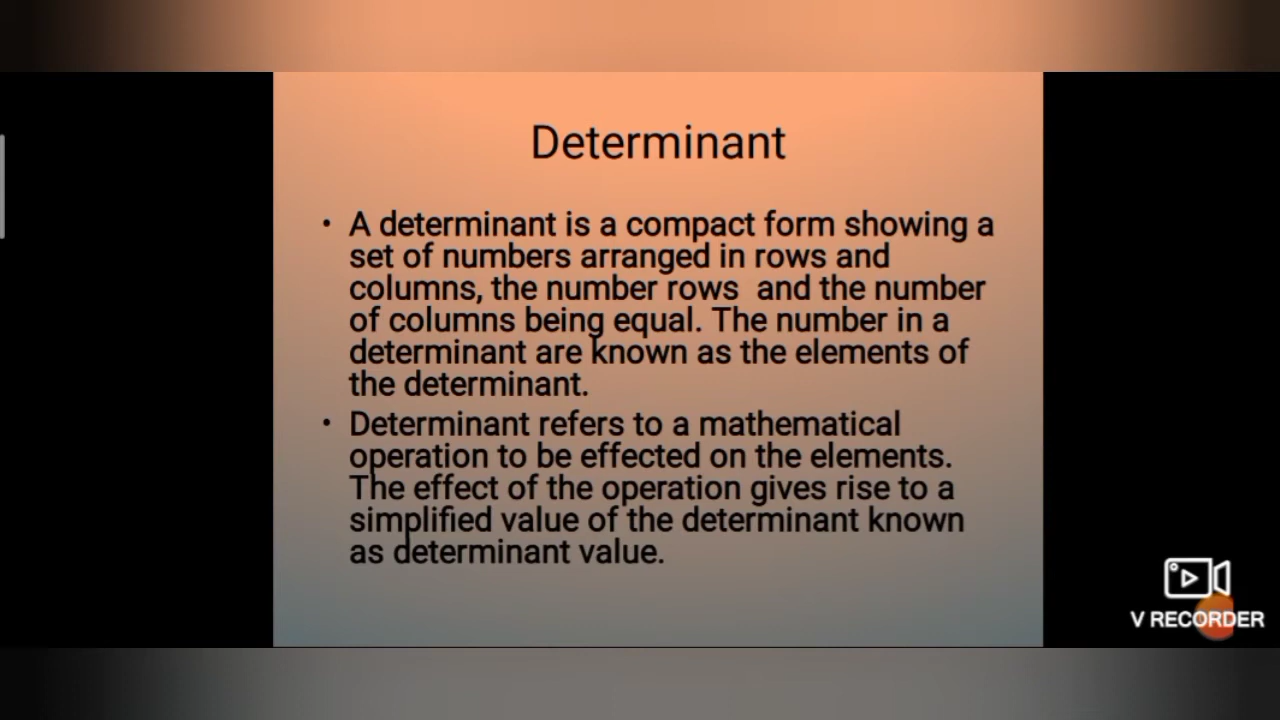 Determinant
• A determinant is a compact form showing a
set of numbers arranged in rows and
columns, the number rows  and the number
of columns being equal. The number in a
determinant are known as the elements of
the determinant.
• Determinant refers to a mathematical
operation to be effected on the elements.
The effect of the operation gives rise to a
simplified value of the determinant known
as determinant value.
V RECORDER